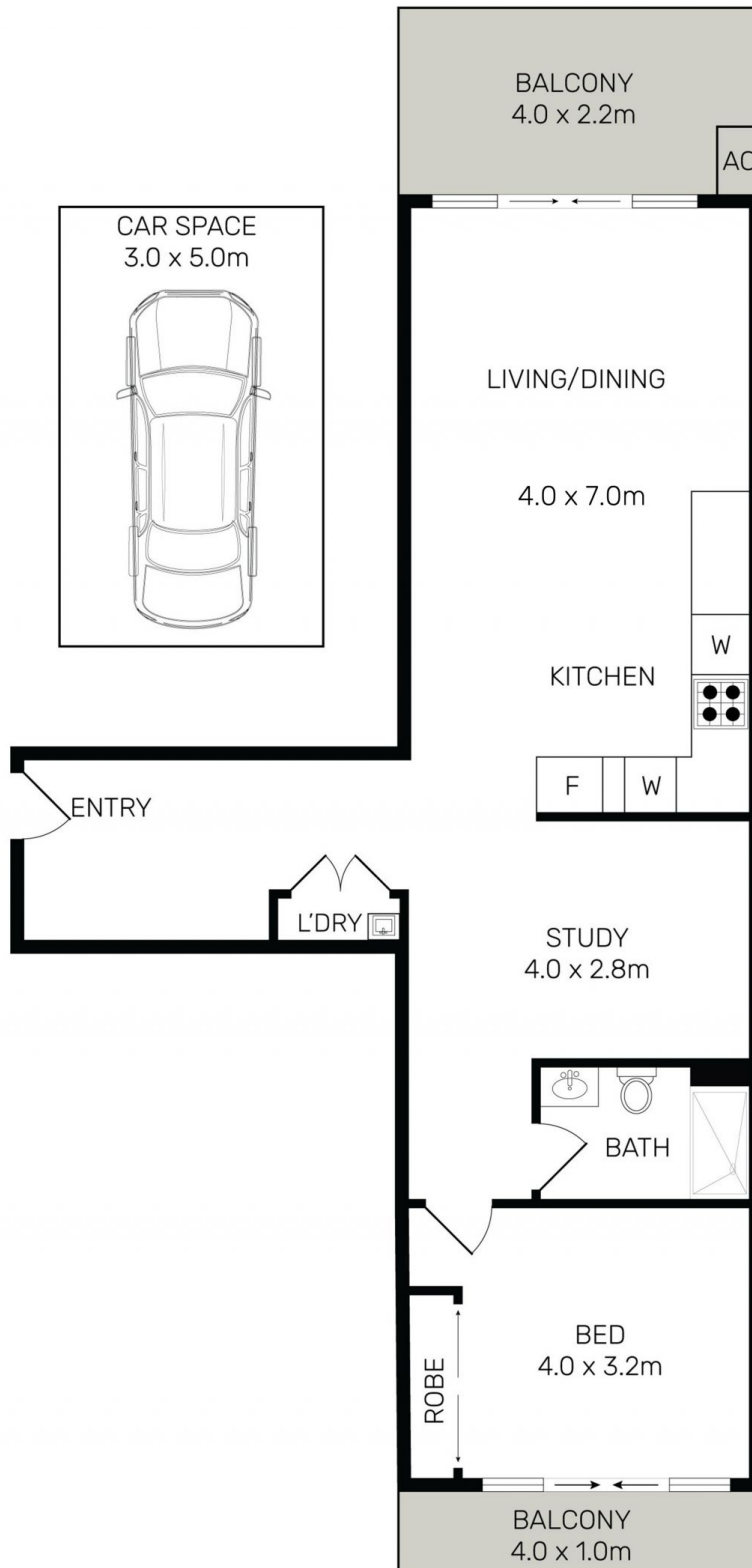 BALCONY
4.0 x 2.2m
AC
CAR SPACE
3.0 x 5.0m
LIVING/DINING
4.0 x 7.0m
W
KITCHEN
F
W
ENTRY
L'DRY
STUDY
4.0 x 2.8m
BATH
BED
4.0 x 3.2m
ROBE
BALCONY
4.0 x 1.0m